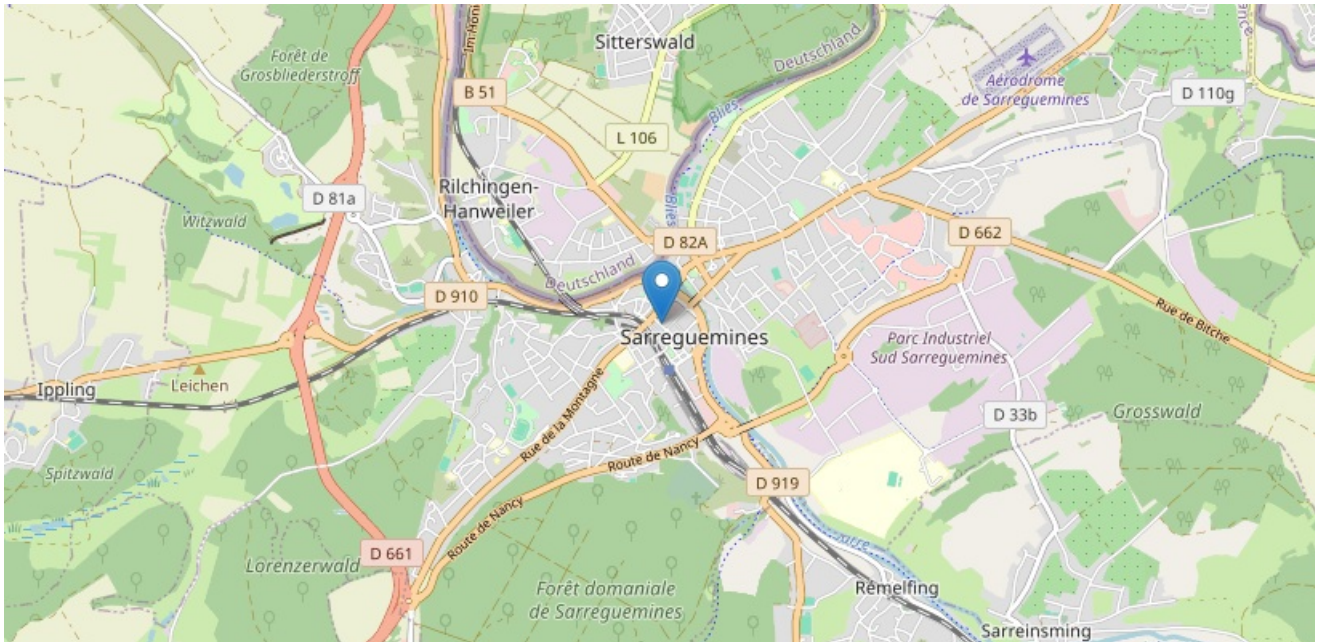 Sitterswald
Deutschland
Forêt de
Grosbliederstroff
B 51
Aérodrome
de Sarreguemines
D 110g
Blies
L 106
Rilchingen-
Hanweiler
D 81a
Witzwald
Blies
D 82A
D 662
Deutschland
D 910
Rue de Bitche
Sarreguemines
Parc Industriel
Sud Sarreguemines
Ippling
Leichen
Rue de la Montagne
D 33b
Grosswald
Route de Nancy
Spitzwald
D 919
Route de Nancy
D 661
Lorenzerwald
Forêt domaniale
de Sarreguemines
Rémelfing
Sarreinsming